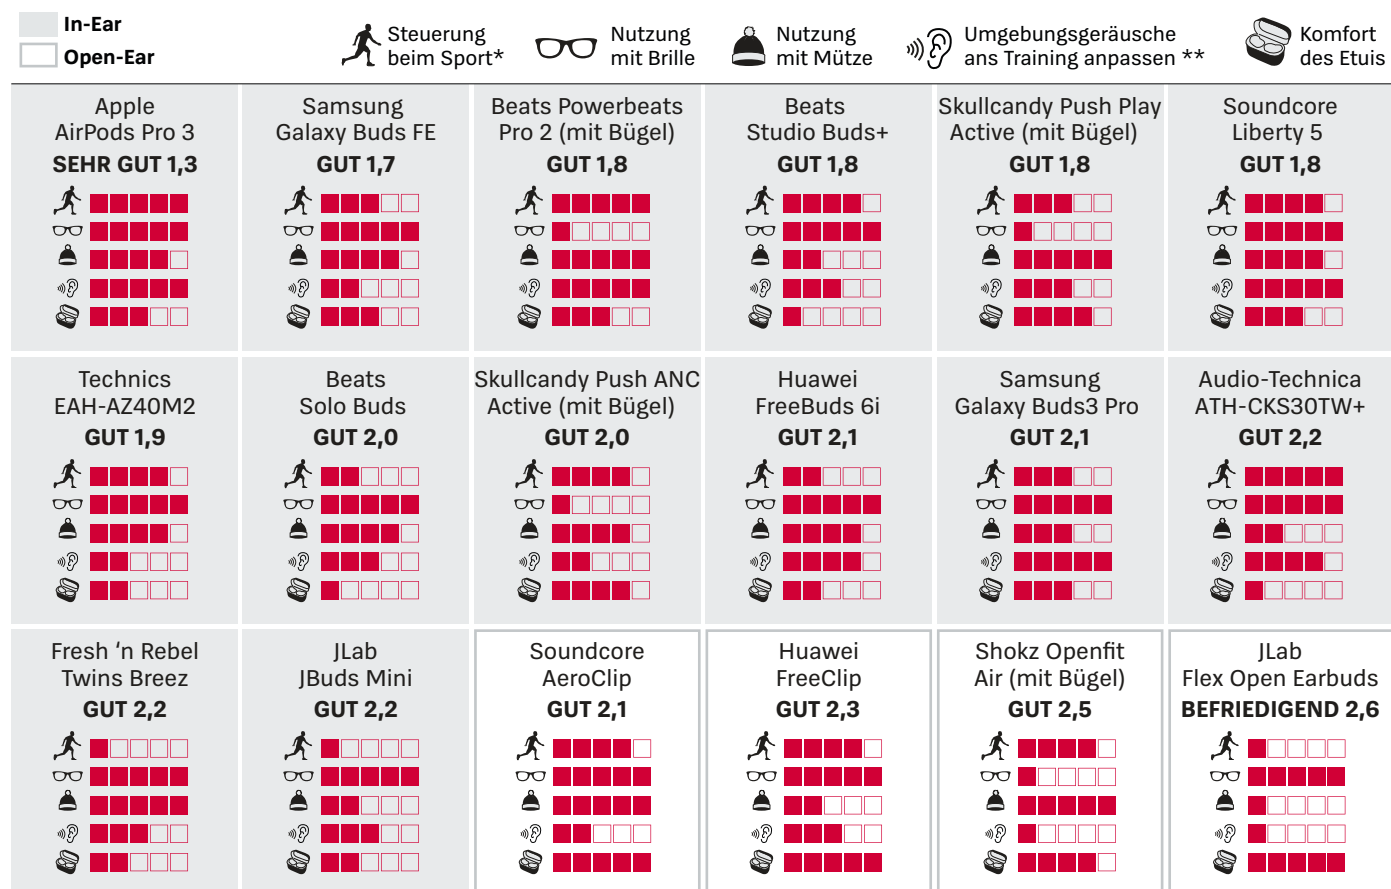 In-Ear
Open-Ear
Steuerung
beim Sport*
Nutzung
mit Brille
Nutzung
mit Mütze
Umgebungsgeräusche
ans Training anpassen **
Komfort
des Etuis
Apple
AirPods Pro 3
SEHR GUT 1,3
Samsung
Galaxy Buds FE
GUT 1,7
Beats Powerbeats
Pro 2 (mit Bügel)
GUT 1,8
Beats
Studio Buds+
GUT 1,8
Skullcandy Push Play
Active (mit Bügel)
GUT 1,8
Soundcore
Liberty 5
GUT 1,8
Technics
EAH-AZ40M2
GUT 1,9
Beats
Solo Buds
GUT 2,0
Skullcandy Push ANC
Active (mit Bügel)
GUT 2,0
Huawei
FreeBuds 6i
GUT 2,1
Samsung
Galaxy Buds3 Pro
GUT 2,1
Audio-Technica
ATH-CKS30TW+
GUT 2,2
Fresh ‘n Rebel
Twins Breez
GUT 2,2
JLab
JBuds Mini
GUT 2,2
Soundcore
AeroClip
GUT 2,1
Huawei
FreeClip
GUT 2,3
Shokz Openfit
Air (mit Bügel)
GUT 2,5
JLab
Flex Open Earbuds
BEFRIEDIGEND 2,6